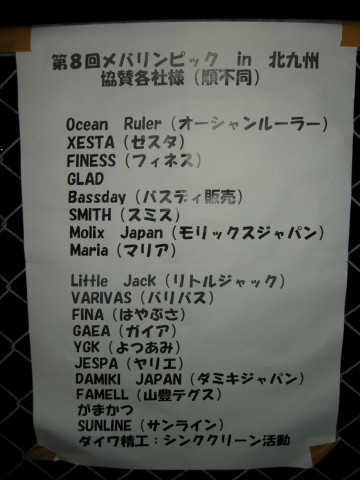 第8回メバリンピック in 北九州
協賛各社様（順不同）
Ocean Ruler（オーシャンルーラー）
XESTA（ゼスタ）
FINESS（フィネス）
GLAD
Bassday（バスディ販売）
SMITH（スミス）
Molix Japan（モリックスジャパン）
Maria（マリア）
Little Jack（リトルジャック）
VARIVAS（バリバス）
FINA（はやぶさ）
GAEA（ガイア）
YGK（よつあみ）
JESPA（ヤリエ）
DAMIKI JAPAN（ダミキジャパン）
FAMELL（山豊テグス）
がまかつ
SUNLINE（サンライン）
ダイワ精工：シンククリーン活動